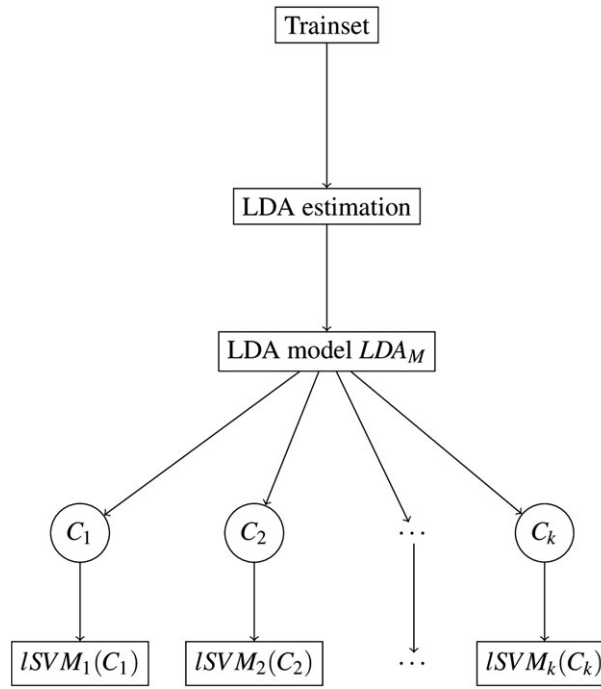 Trainset
LDA estimation
LDA model LDA_M
C_1 C_2 ... C_k
lSVM_1(C_1) lSVM_2(C_2) ... lSVM_k(C_k)